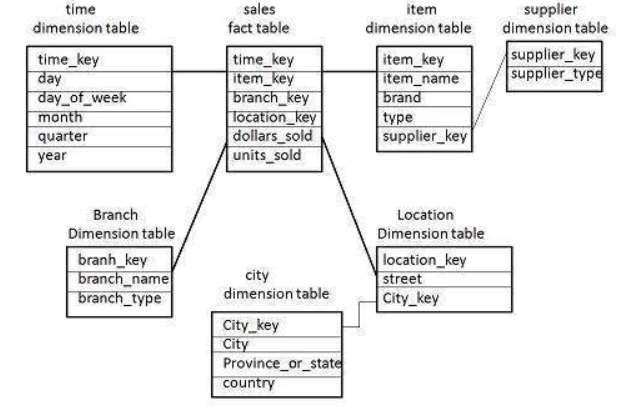 time
dimension table
time_key
day
day_of_week
month
quarter
year
sales
fact table
time_key
item_key
branch_key
location_key
dollars_sold
units_sold
item
dimension table
item_key
item_name
brand
type
supplier_key
supplier
dimension table
supplier_key
supplier_type
Branch
Dimension table
branh_key
branch_name
branch_type
city
dimension table
City_key
City
Province_or_state
country
Location
Dimension table
location_key
street
City_key